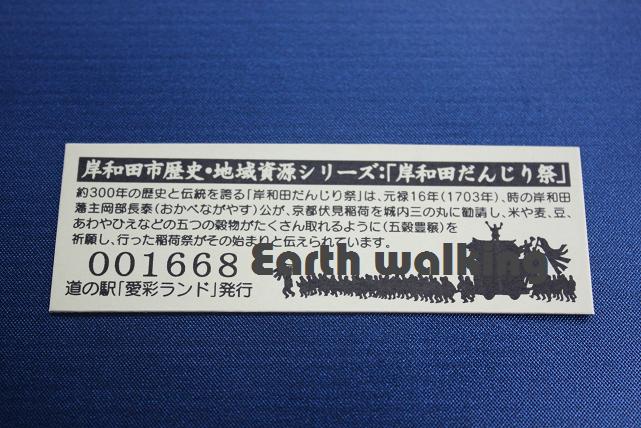 岸和田市歴史・地域資源シリーズ:「岸和田だんじり祭」
約300年の歴史と伝統を誇る「岸和田だんじり祭」は、元禄16年(1703年)、時の岸和田
藩主岡部長泰(おかべながやす)公が、京都伏見稲荷を城内三の丸に勧請し、米や麦、豆、
あわやひえなどの五つの穀物がたくさん取れるように(五穀豊穣)を
祈願し、行った稲荷祭がその始まりと伝えられています。
001668
Earth walking
道の駅「愛彩ランド」発行